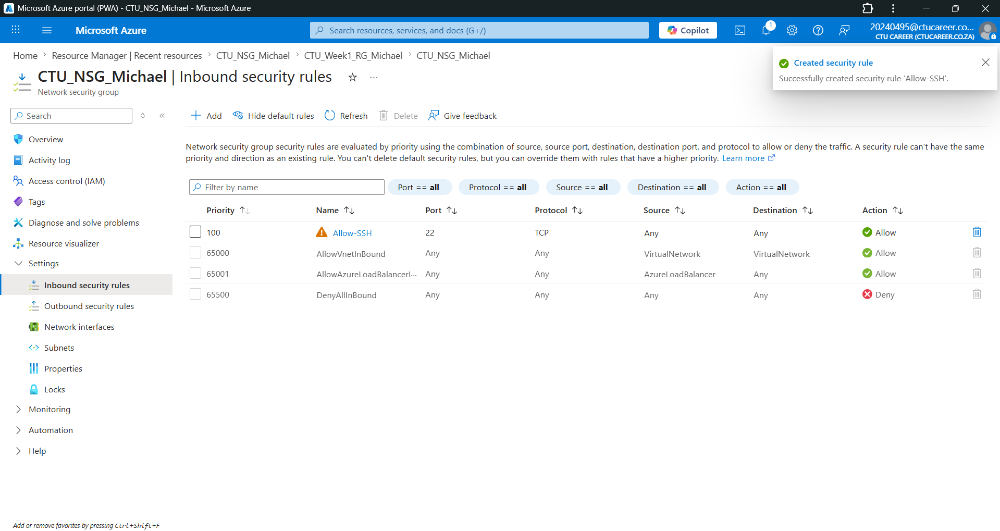 Microsoft Azure portal (PWA) - CTU_NSG_Michael - Microsoft Azure
Microsoft Azure
Search resources, services, and docs (G+/)
Copilot
1
20240495@ctucareer.co...
CTU CAREER (CTUCAREER.CO.ZA)
Home > Resource Manager | Recent resources > CTU_NSG_Michael > CTU_Week1_RG_Michael > CTU_NSG_Michael
CTU_NSG_Michael | Inbound security rules
Network security group
Created security rule
Successfully created security rule 'Allow-SSH'.
Search
Add
Hide default rules
Refresh
Delete
Give feedback
Overview
Activity log
Access control (IAM)
Tags
Diagnose and solve problems
Resource visualizer
Settings
Inbound security rules
Outbound security rules
Network interfaces
Subnets
Properties
Locks
Monitoring
Automation
Help
Network security group security rules are evaluated by priority using the combination of source, source port, destination, destination port, and protocol to allow or deny the traffic. A security rule can't have the same
priority and direction as an existing rule. You can't delete default security rules, but you can override them with rules that have a higher priority. Learn more
Filter by name
Port == all
Protocol == all
Source == all
Destination == all
Action == all
Priority Name Port Protocol Source Destination Action
100 Allow-SSH 22 TCP Any Any Allow
65000 AllowVnetInBound Any Any VirtualNetwork VirtualNetwork Allow
65001 AllowAzureLoadBalancerI... Any Any AzureLoadBalancer Any Allow
65500 DenyAllInBound Any Any Any Any Deny
Add or remove favorites by pressing Ctrl+Shift+F